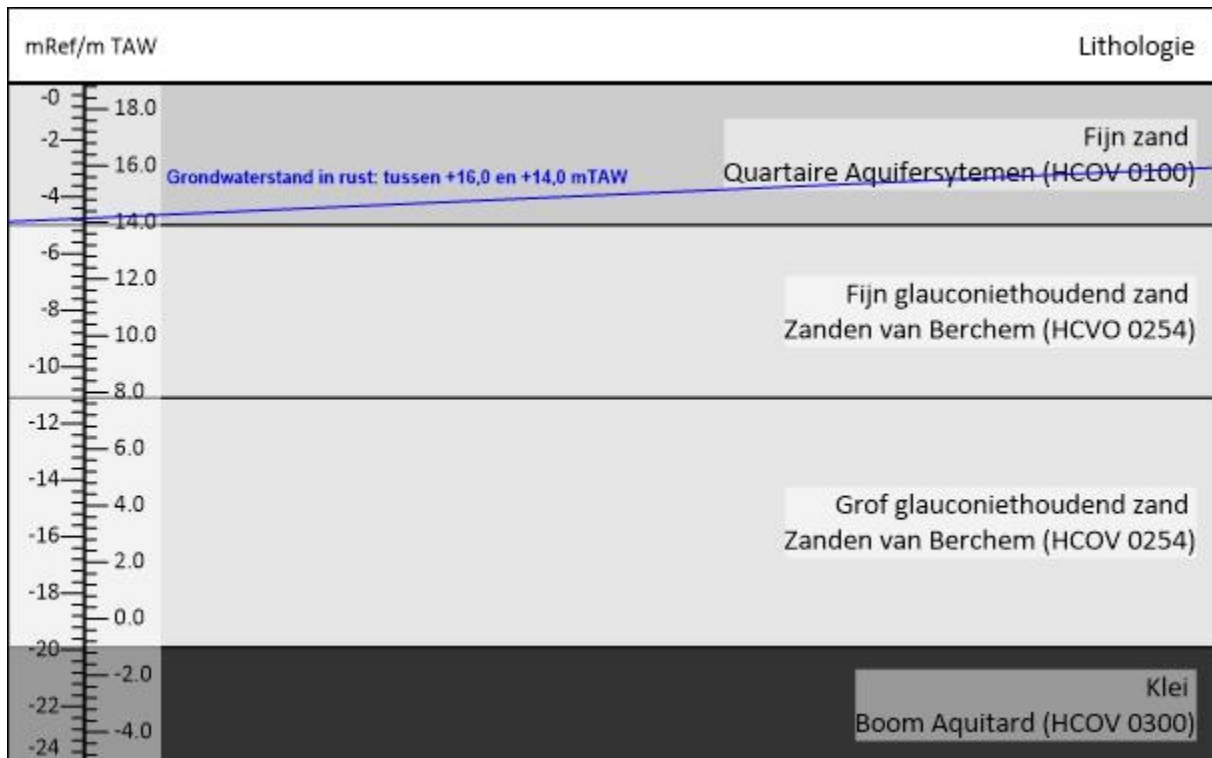 mRef/m TAW Lithologie
-0
18.0
-2
Fijn zand
16.0
Grondwaterstand in rust: tussen +16,0 en +14,0 mTAW
Quartaire Aquifersytemen (HCOV 0100)
-4
14.0
-6
12.0
Fijn glauconiethoudend zand
-8
Zanden van Berchem (HCVO 0254)
10.0
-10
8.0
-12
6.0
-14
4.0
Grof glauconiethoudend zand
-16
Zanden van Berchem (HCOV 0254)
2.0
-18
0.0
-20
-2.0
Klei
-22
Boom Aquitard (HCOV 0300)
-4.0
-24